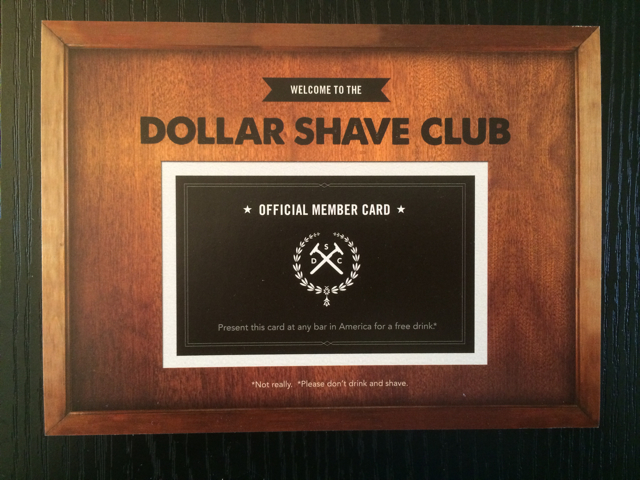 WELCOME TO THE
DOLLAR SHAVE CLUB
★ OFFICIAL MEMBER CARD ★
S
D C
Present this card at any bar in America for a free drink.*
*Not really. *Please don't drink and shave.